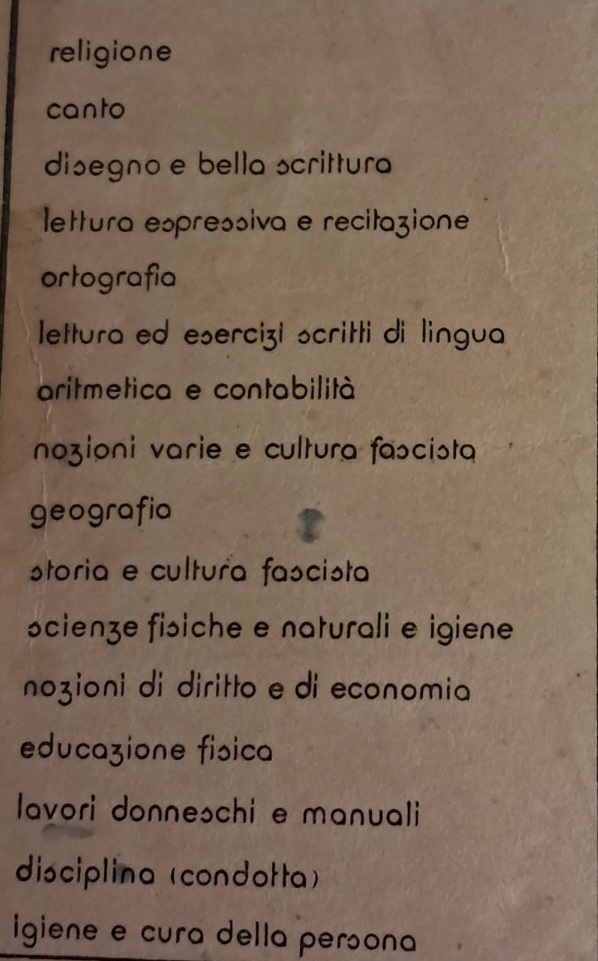 religione
canto
disegno e bella scrittura
lettura espressiva e recitazione
ortografia
lettura ed esercizi scritti di lingua
aritmetica e contabilità
nozioni varie e cultura fascista
geografia
storia e cultura fascista
scienze fisiche e naturali e igiene
nozioni di diritto e di economia
educazione fisica
lavori donneschi e manuali
disciplina (condotta)
igiene e cura della persona